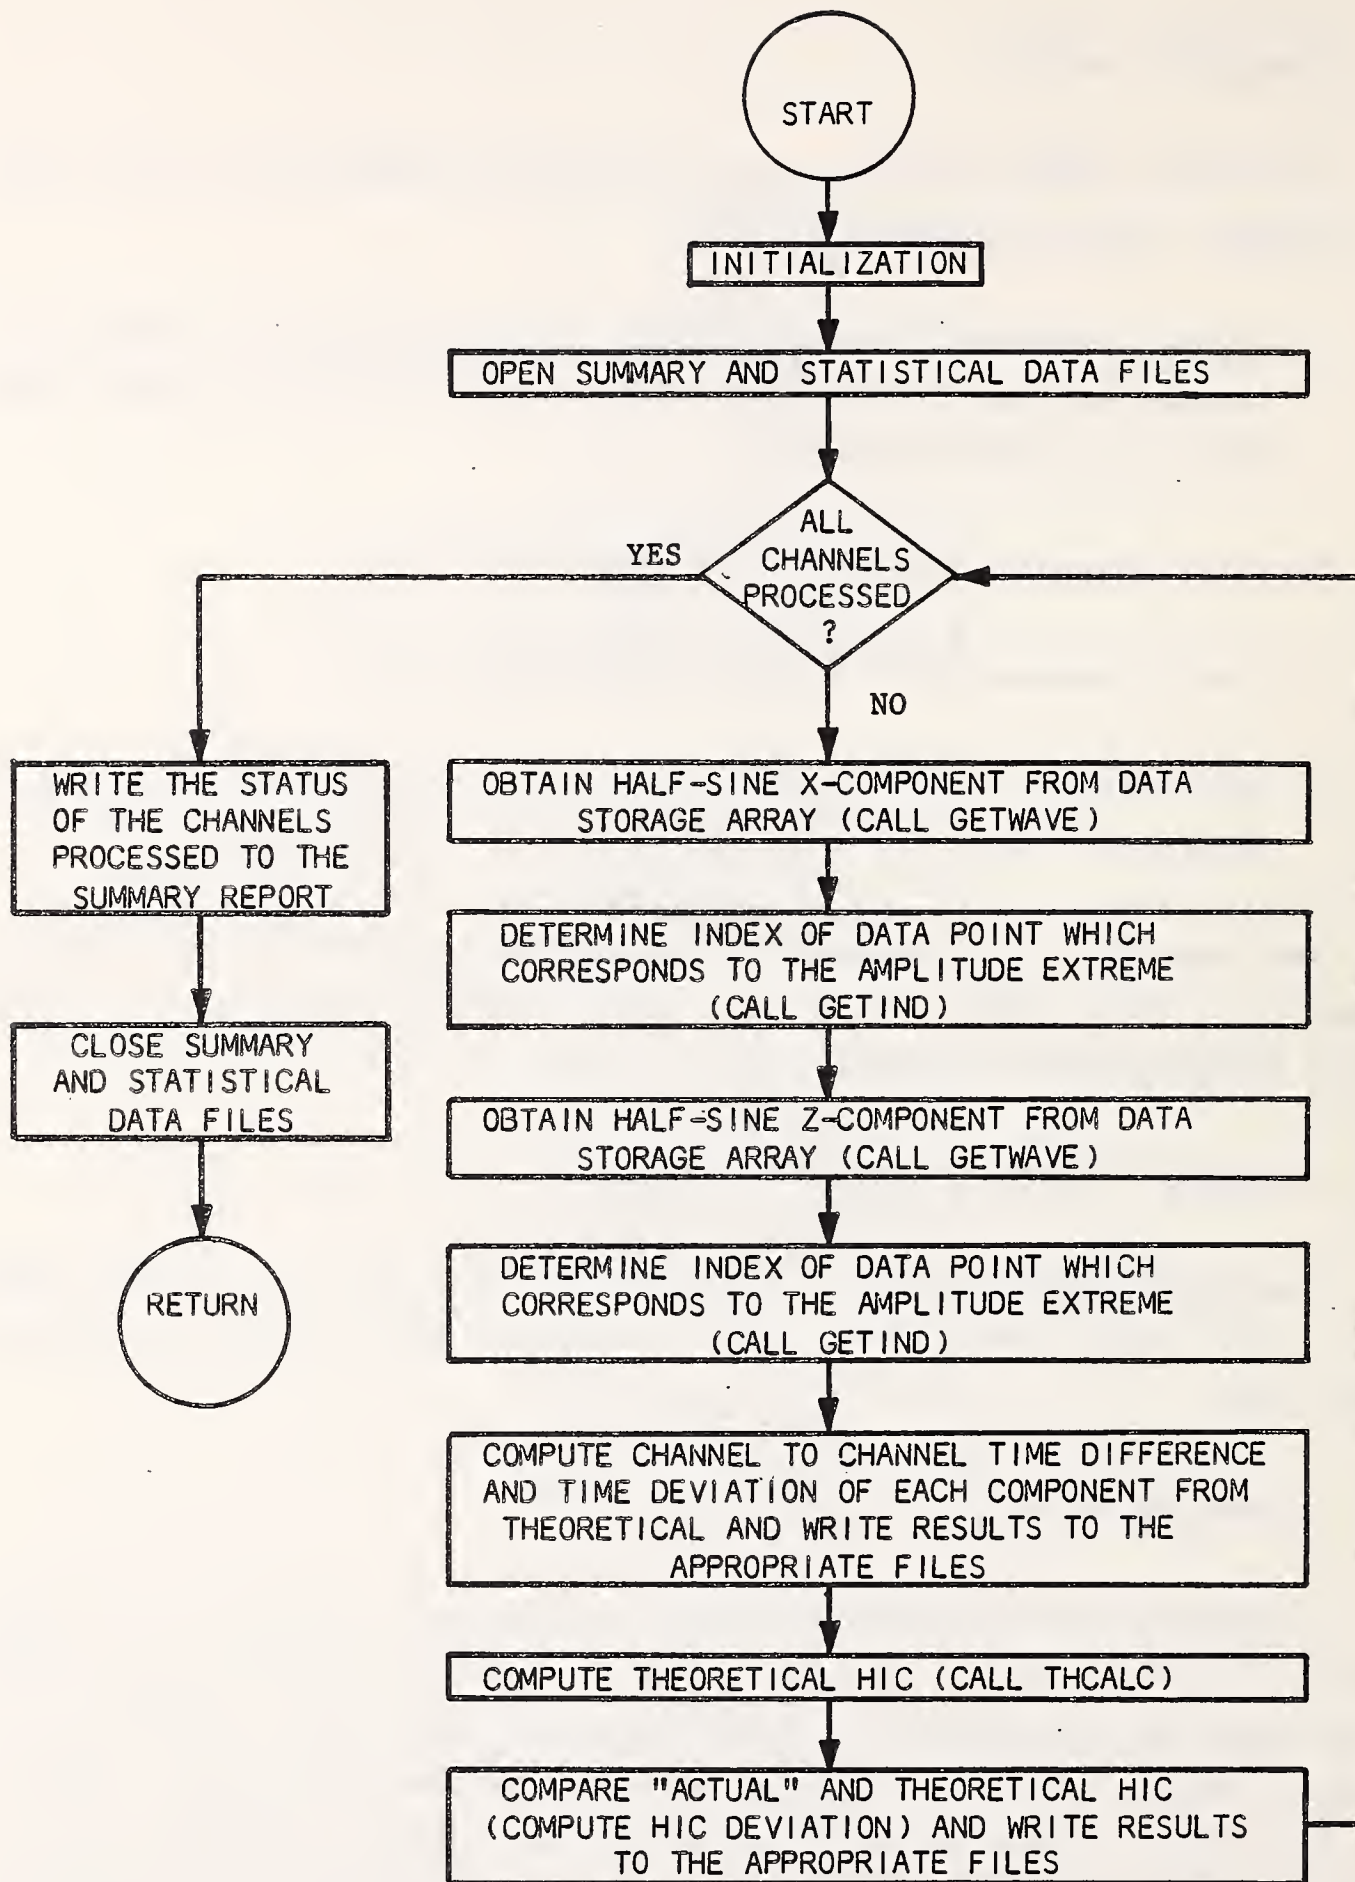 START
INITIALIZATION
OPEN SUMMARY AND STATISTICAL DATA FILES
ALL
CHANNELS
PROCESSED
?
YES
NO
WRITE THE STATUS
OF THE CHANNELS
PROCESSED TO THE
SUMMARY REPORT
CLOSE SUMMARY
AND STATISTICAL
DATA FILES
RETURN
OBTAIN HALF-SINE X-COMPONENT FROM DATA
STORAGE ARRAY (CALL GETWAVE)
DETERMINE INDEX OF DATA POINT WHICH
CORRESPONDS TO THE AMPLITUDE EXTREME
(CALL GETIND)
OBTAIN HALF-SINE Z-COMPONENT FROM DATA
STORAGE ARRAY (CALL GETWAVE)
DETERMINE INDEX OF DATA POINT WHICH
CORRESPONDS TO THE AMPLITUDE EXTREME
(CALL GETIND)
COMPUTE CHANNEL TO CHANNEL TIME DIFFERENCE
AND TIME DEVIATION OF EACH COMPONENT FROM
THEORETICAL AND WRITE RESULTS TO THE
APPROPRIATE FILES
COMPUTE THEORETICAL HIC (CALL THCALC)
COMPARE "ACTUAL" AND THEORETICAL HIC
(COMPUTE HIC DEVIATION) AND WRITE RESULTS
TO THE APPROPRIATE FILES